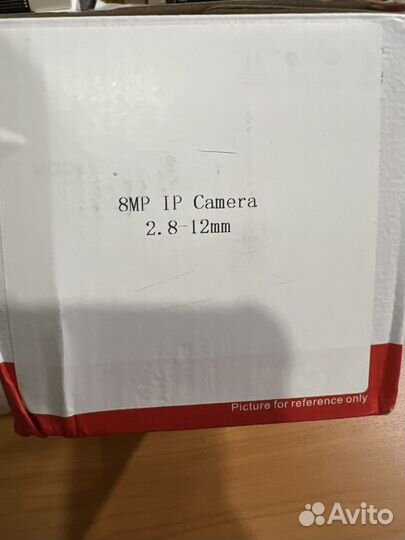 8MP IP Camera
2.8-12mm
Picture for reference only
Avito